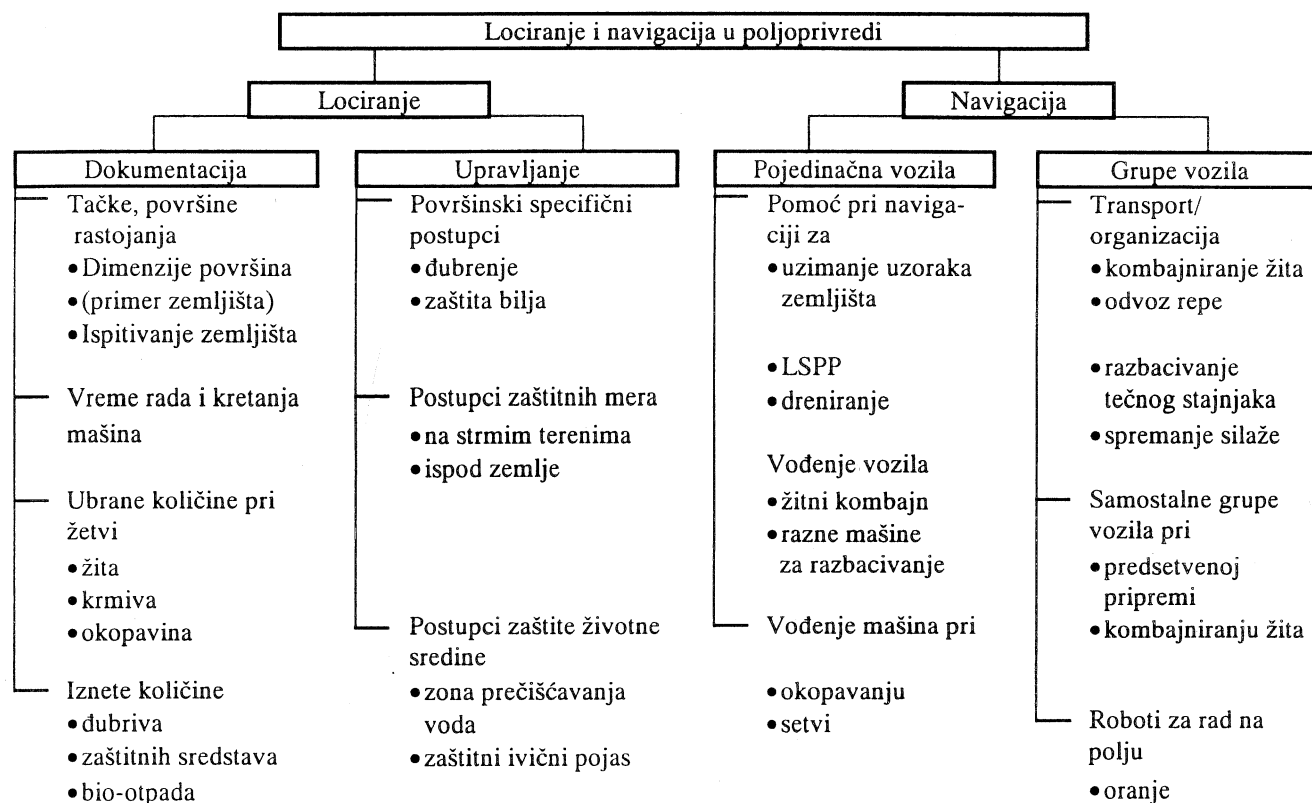 Lociranje i navigacija u poljoprivredi
Lociranje
Navigacija
Dokumentacija
Tačke, površine
rastojanja
• Dimenzije površina
• (primer zemljišta)
• Ispitivanje zemljišta
Vreme rada i kretanja
mašina
Ubrane količine pri
žetvi
• žita
• krmiva
• okopavina
Iznete količine
• đubriva
• zaštitnih sredstava
• bio-otpada
Upravljanje
Površinski specifični
postupci
• đubrenje
• zaštita bilja
Postupci zaštitnih mera
• na strmim terenima
• ispod zemlje
Postupci zaštite životne
sredine
• zona prečišćavanja
voda
• zaštitni ivični pojas
Pojedinačna vozila
Pomoć pri naviga-
ciji za
• uzimanje uzoraka
zemljišta
• LSPP
• dreniranje
Vođenje vozila
• žitni kombajn
• razne mašine
za razbacivanje
Vođenje mašina pri
• okopavanju
• setvi
Grupe vozila
Transport/
organizacija
• kombajniranje žita
• odvoz repe
• razbacivanje
tečnog stajnjaka
• spremanje silaže
Samostalne grupe
vozila pri
• predsetvenoj
pripremi
• kombajniranju žita
Roboti za rad na
polju
• oranje